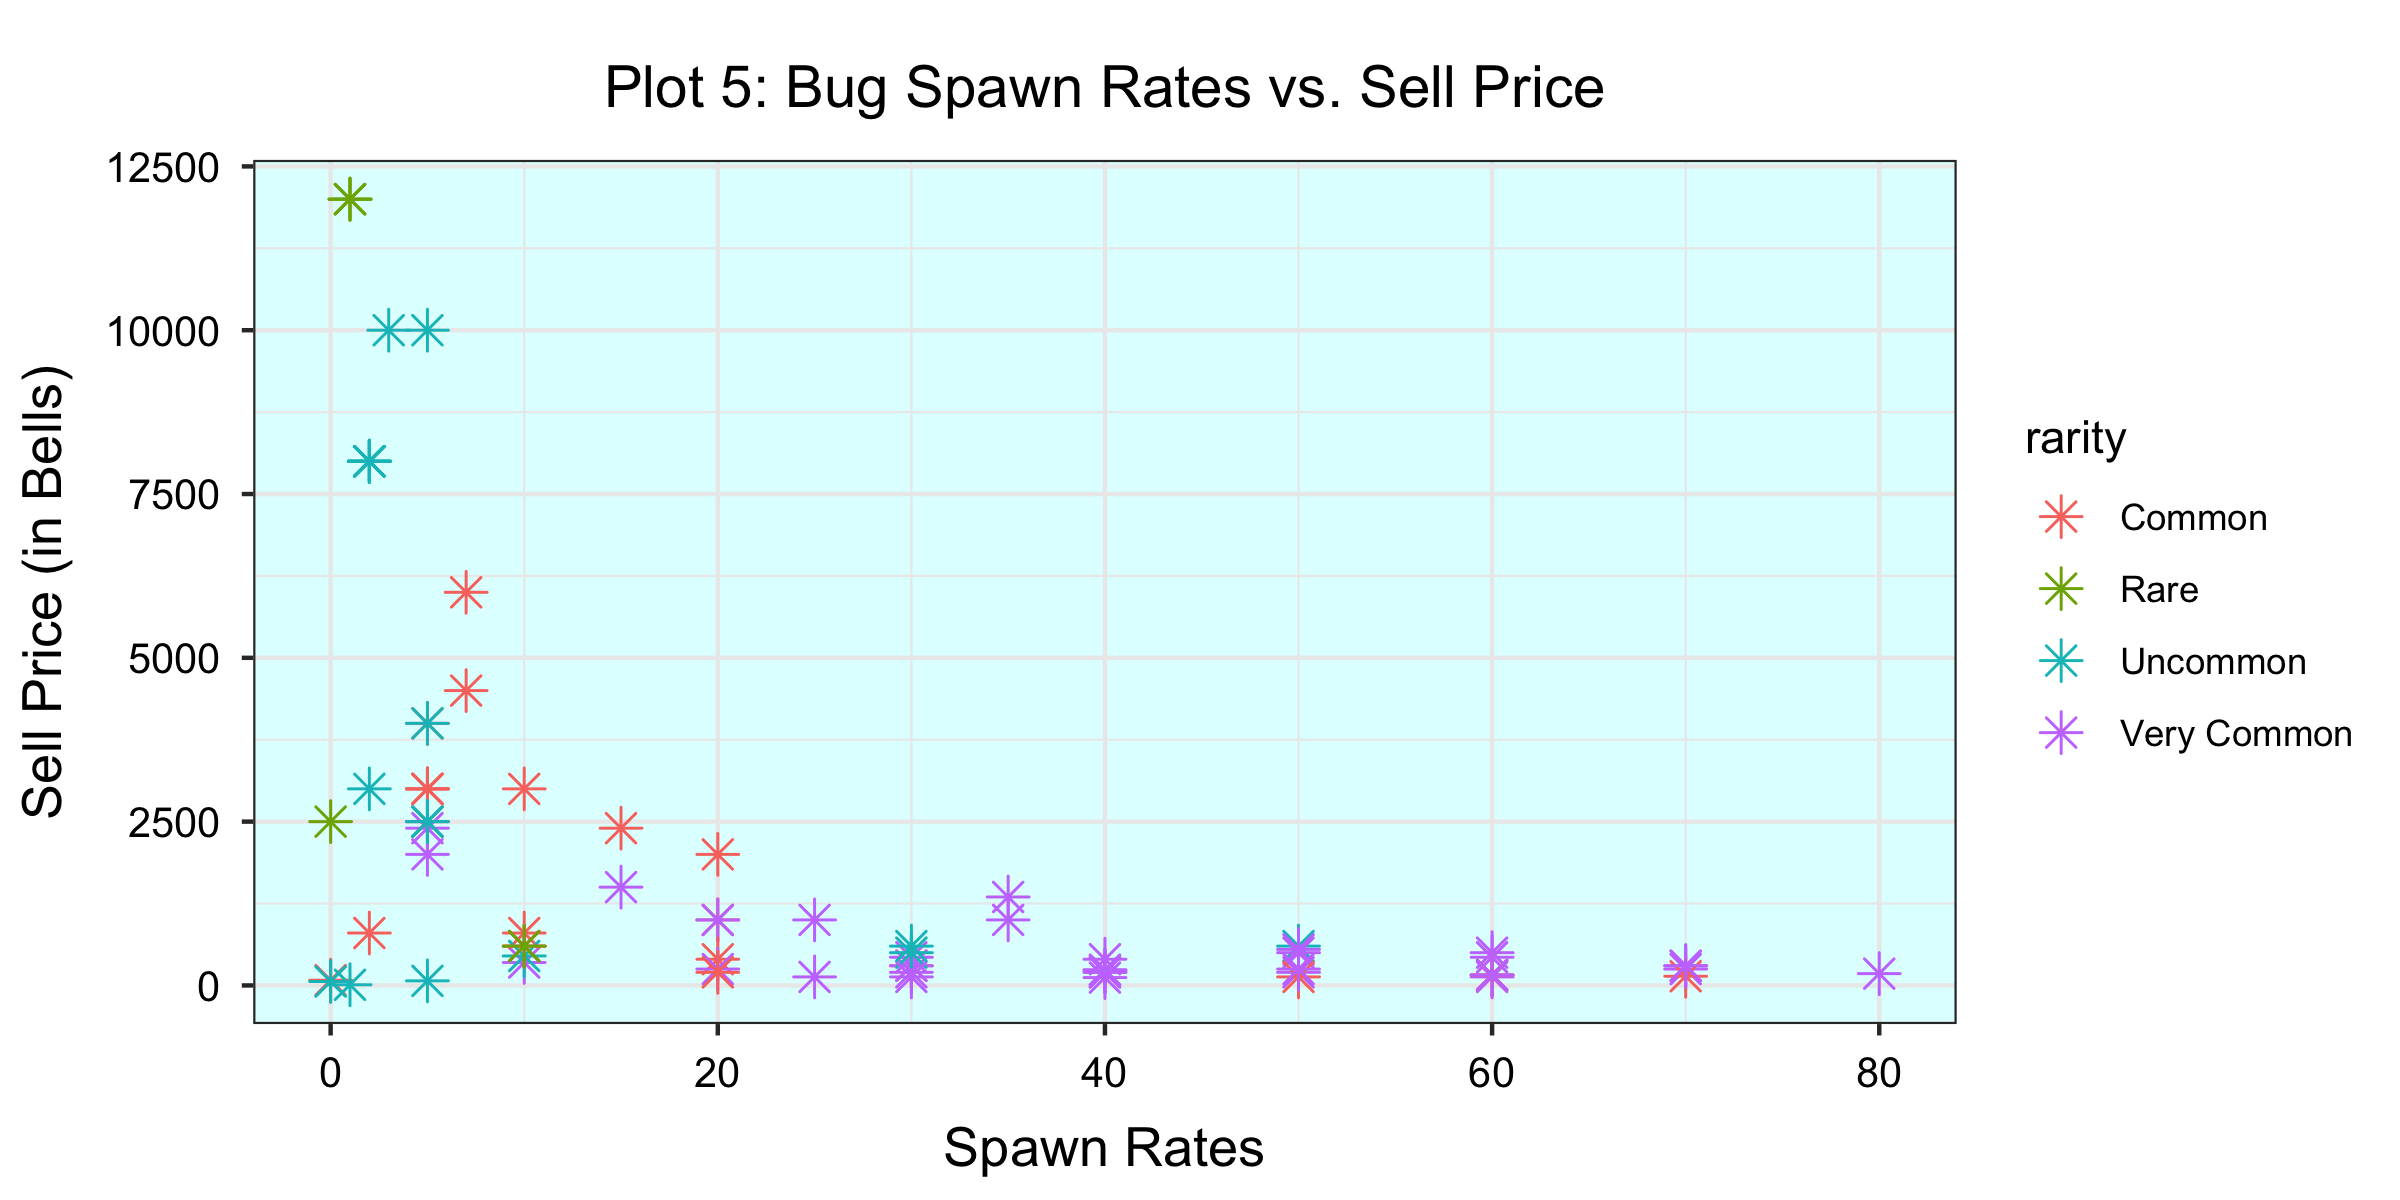 Plot 5: Bug Spawn Rates vs. Sell Price
12500
10000
7500
5000
2500
0
Sell Price (in Bells)
0 20 40 60 80
Spawn Rates
rarity
Common
Rare
Uncommon
Very Common